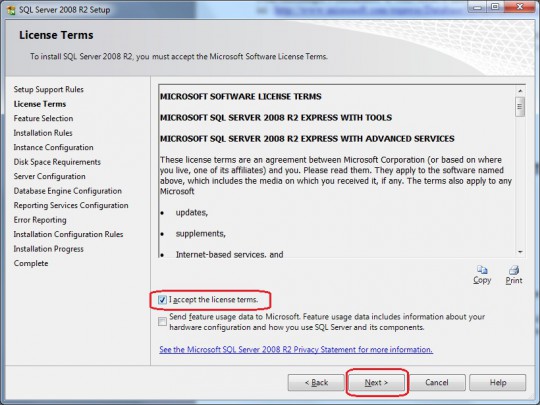 SQL Server 2008 R2 Setup
License Terms
To install SQL Server 2008 R2, you must accept the Microsoft Software License Terms.
Setup Support Rules
License Terms
Feature Selection
Installation Rules
Instance Configuration
Disk Space Requirements
Server Configuration
Database Engine Configuration
Reporting Services Configuration
Error Reporting
Installation Configuration Rules
Installation Progress
Complete
MICROSOFT SOFTWARE LICENSE TERMS
MICROSOFT SQL SERVER 2008 R2 EXPRESS WITH TOOLS
MICROSOFT SQL SERVER 2008 R2 EXPRESS WITH ADVANCED SERVICES
These license terms are an agreement between Microsoft Corporation (or based on where
you live, one of its affiliates) and you. Please read them. They apply to the software named
above, which includes the media on which you received it, if any. The terms also apply to any
Microsoft
• updates,
• supplements,
• Internet-based services, and
Copy
Print
I accept the license terms.
Send feature usage data to Microsoft. Feature usage data includes information about your
hardware configuration and how you use SQL Server and its components.
See the Microsoft SQL Server 2008 R2 Privacy Statement for more information.
< Back
Next >
Cancel
Help